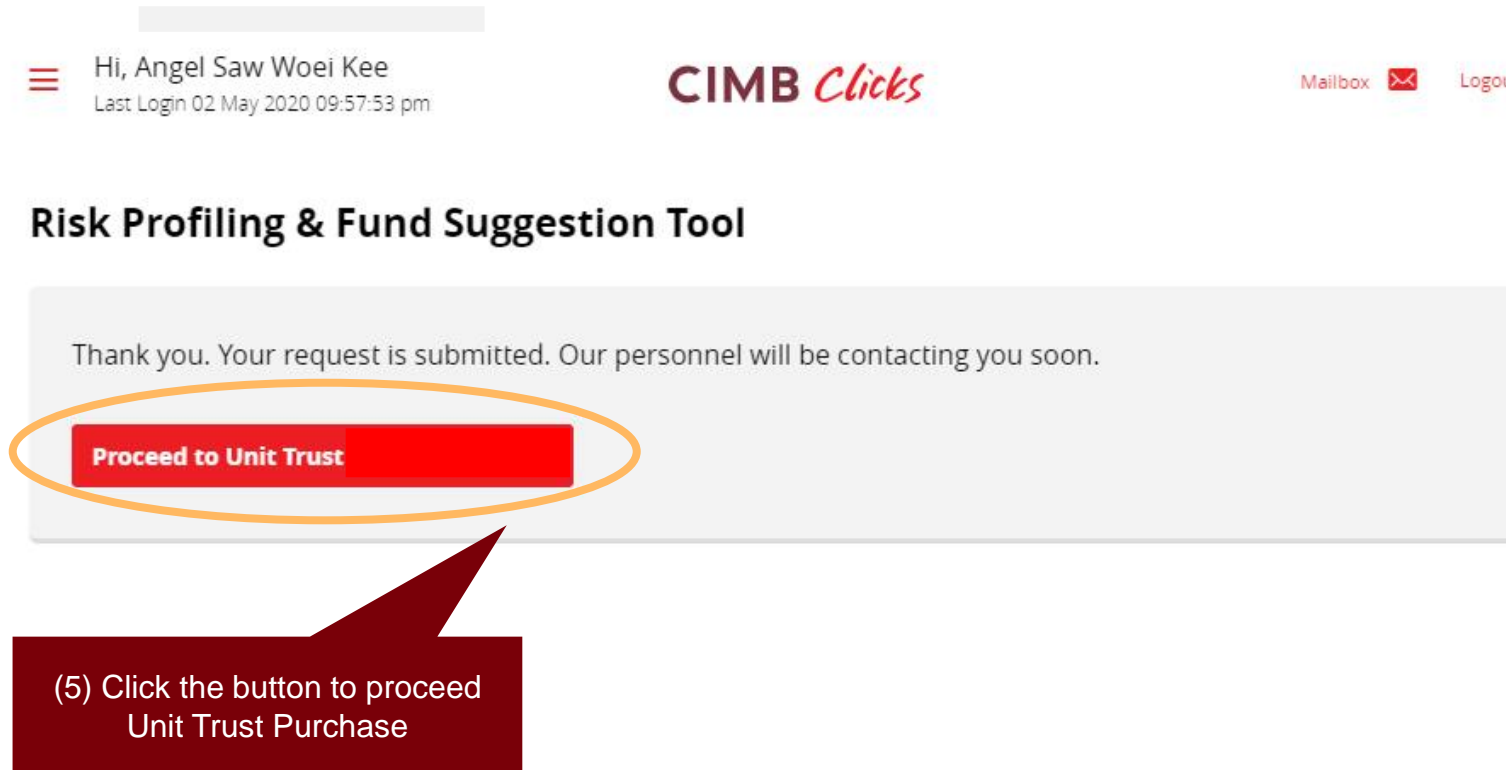 Hi, Angel Saw Woei Kee
Last Login 02 May 2020 09:57:53 pm
CIMB Clicks
Mailbox
Risk Profiling & Fund Suggestion Tool
Thank you. Your request is submitted. Our personnel will be contacting you soon.
Proceed to Unit Trust
(5) Click the button to proceed
Unit Trust Purchase